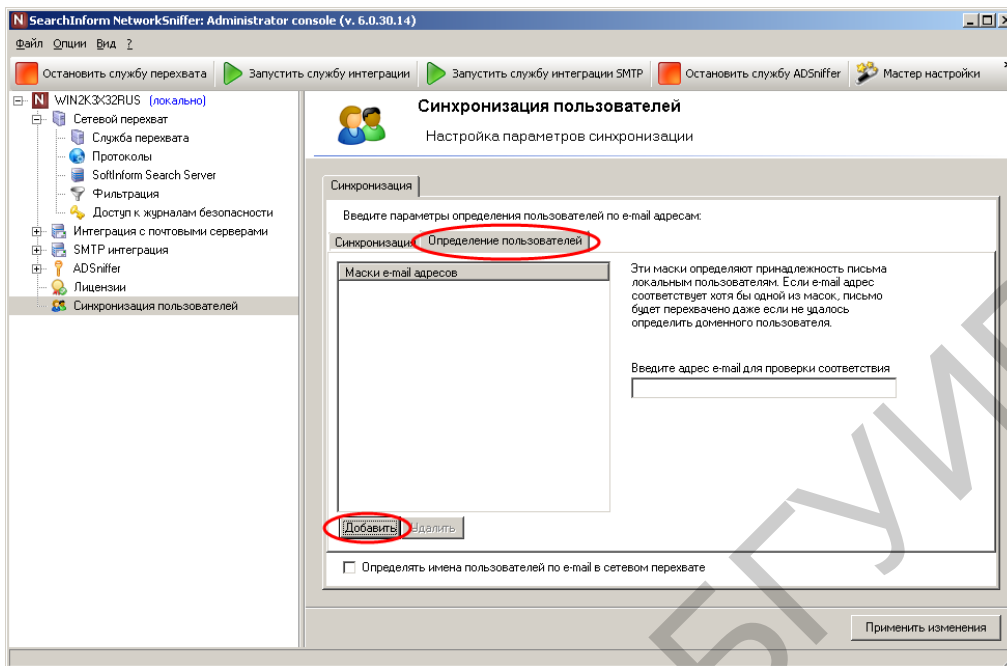 SearchInform NetworkSniffer: Administrator console (v. 6.0.30.14)
Файл Опции Вид ?
Остановить службу перехвата Запустить службу интеграции Запустить службу интеграции SMTP Остановить службу ADSniffer Мастер настройки
WIN2K3X32RUS (локально)
Сетевой перехват
Служба перехвата
Протоколы
SoftInform Search Server
Фильтрация
Доступ к журналам безопасности
Интеграция с почтовыми серверами
SMTP интеграция
ADSniffer
Лицензии
Синхронизация пользователей
Синхронизация пользователей
Настройка параметров синхронизации
Синхронизация
Введите параметры определения пользователей по e-mail адресам:
Синхронизация Определение пользователей
Маски e-mail адресов
Эти маски определяют принадлежность письма
локальным пользователям. Если e-mail адрес
соответствует хотя бы одной из масок, письмо
будет перехвачено даже если не удалось
определить доменного пользователя.
Введите адрес e-mail для проверки соответствия
Добавить Удалить
Определять имена пользователей по e-mail в сетевом перехвате
Применить изменения
БГУИР